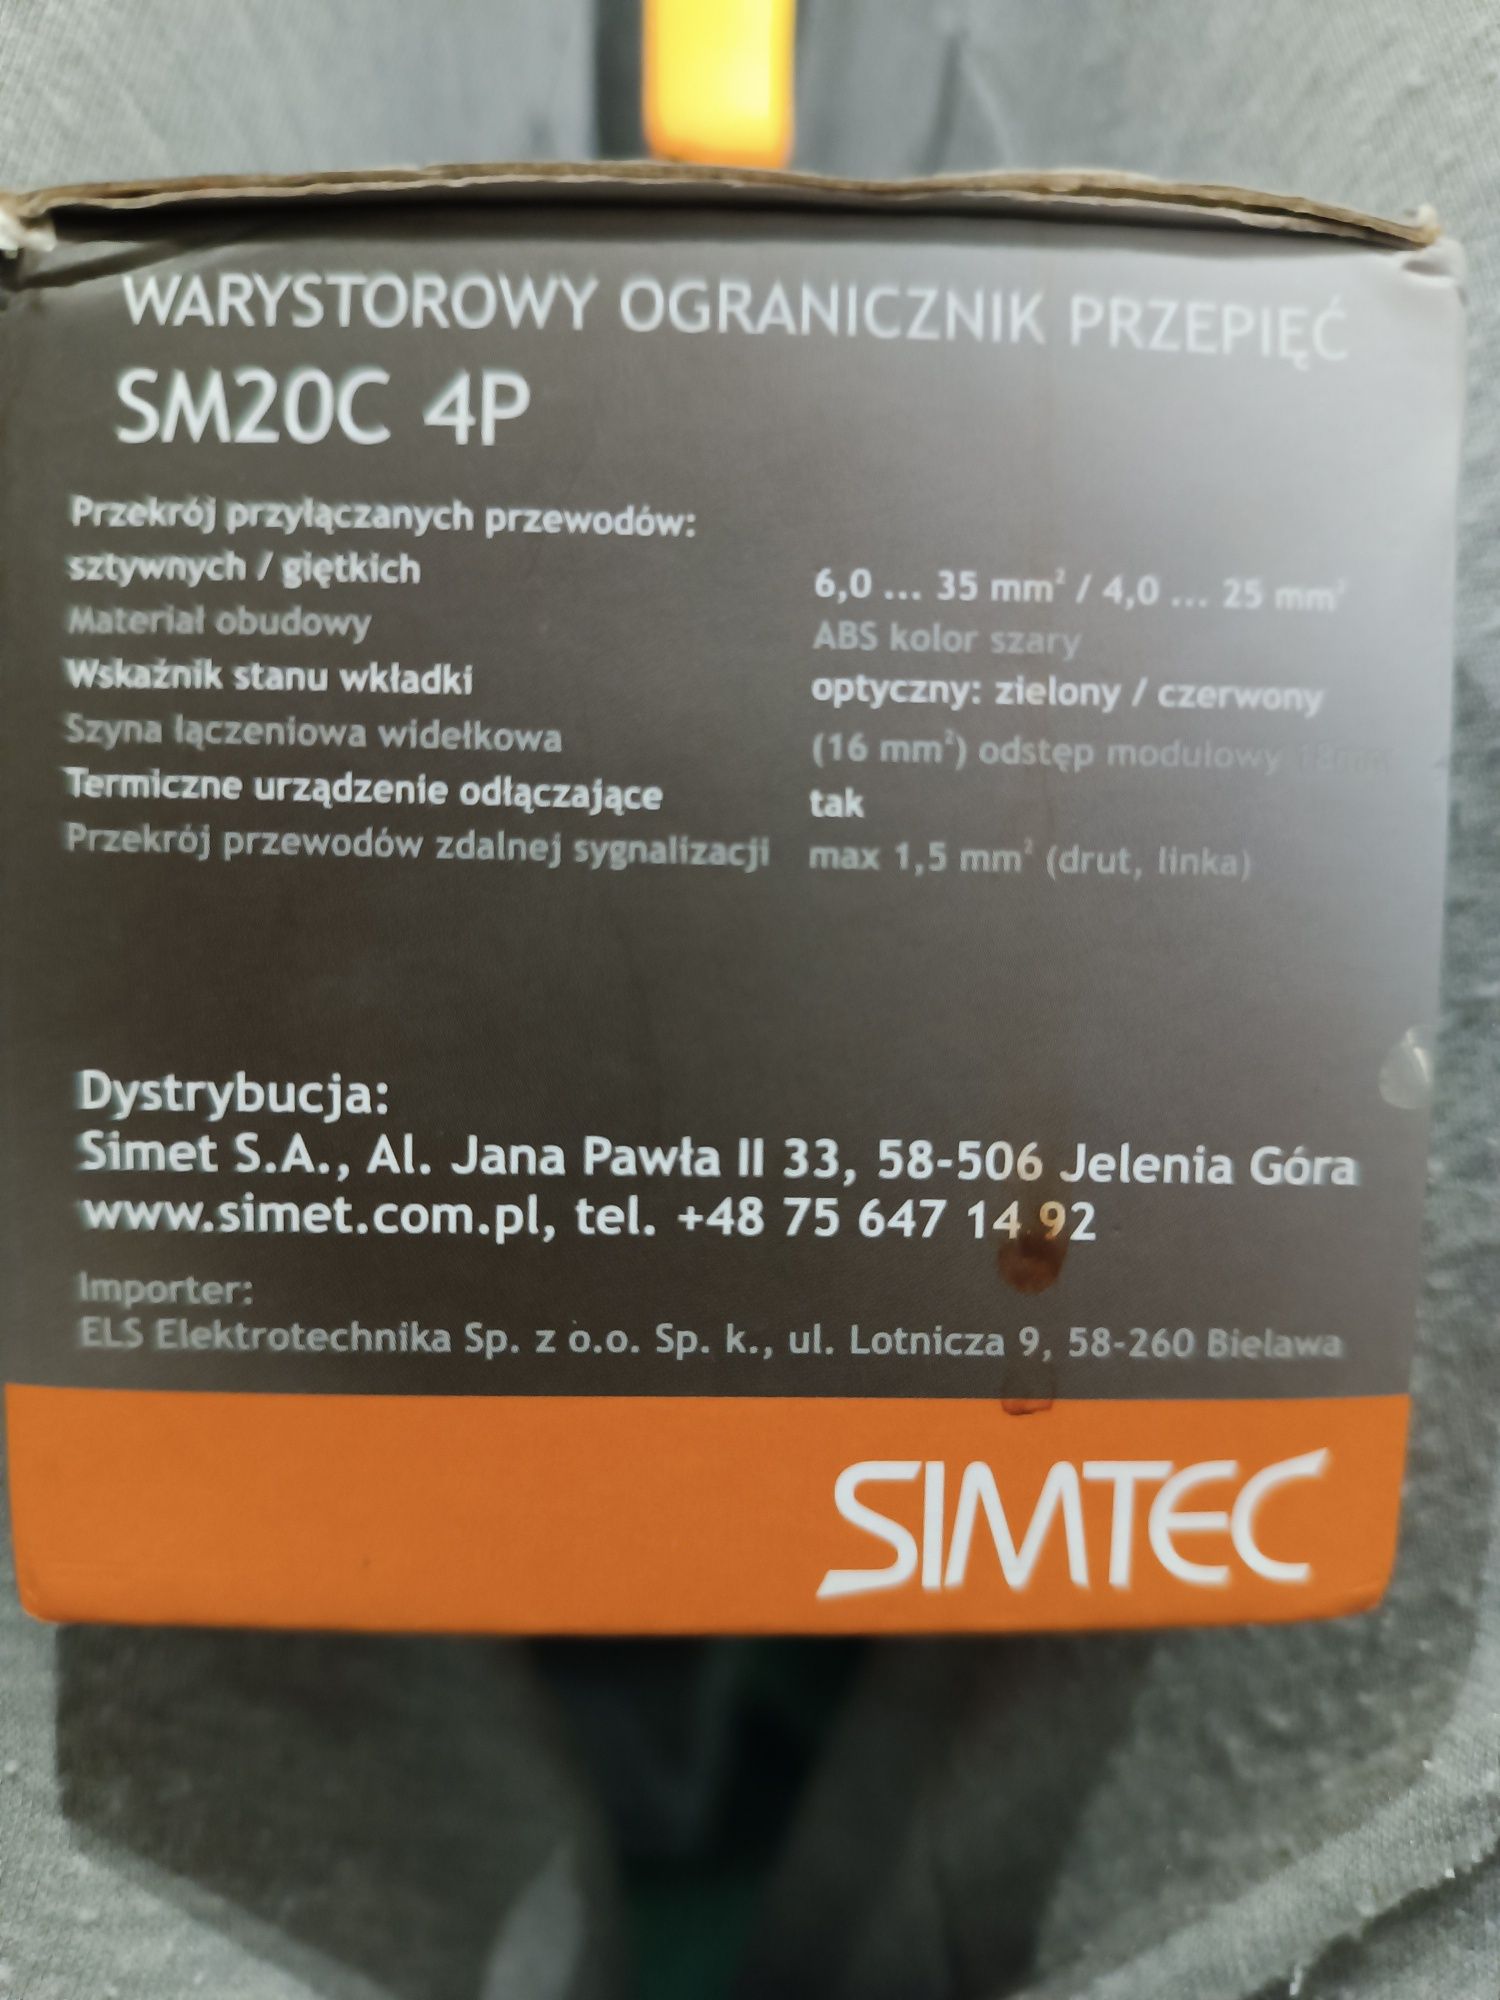 WARYSTOROWY OGRANICZNIK PRZEPIĘĆ
SM20C 4P
Przekrój przyłączanych przewodów:
sztywnych / giętkich 6,0 ... 35 mm² / 4,0 ... 25 mm²
Materiał obudowy ABS kolor szary
Wskaźnik stanu wkładki optyczny: zielony / czerwony
Szyna łączeniowa widełkowa (16 mm²) odstęp modułowy 18mm
Termiczne urządzenie odłączające tak
Przekrój przewodów zdalnej sygnalizacji max 1,5 mm² (drut, linka)
Dystrybucja:
Simet S.A., Al. Jana Pawła II 33, 58-506 Jelenia Góra
www.simet.com.pl, tel. +48 75 647 14 92
Importer:
ELS Elektrotechnika Sp. z o.o. Sp. k., ul. Lotnicza 9, 58-260 Bielawa
SIMTEC